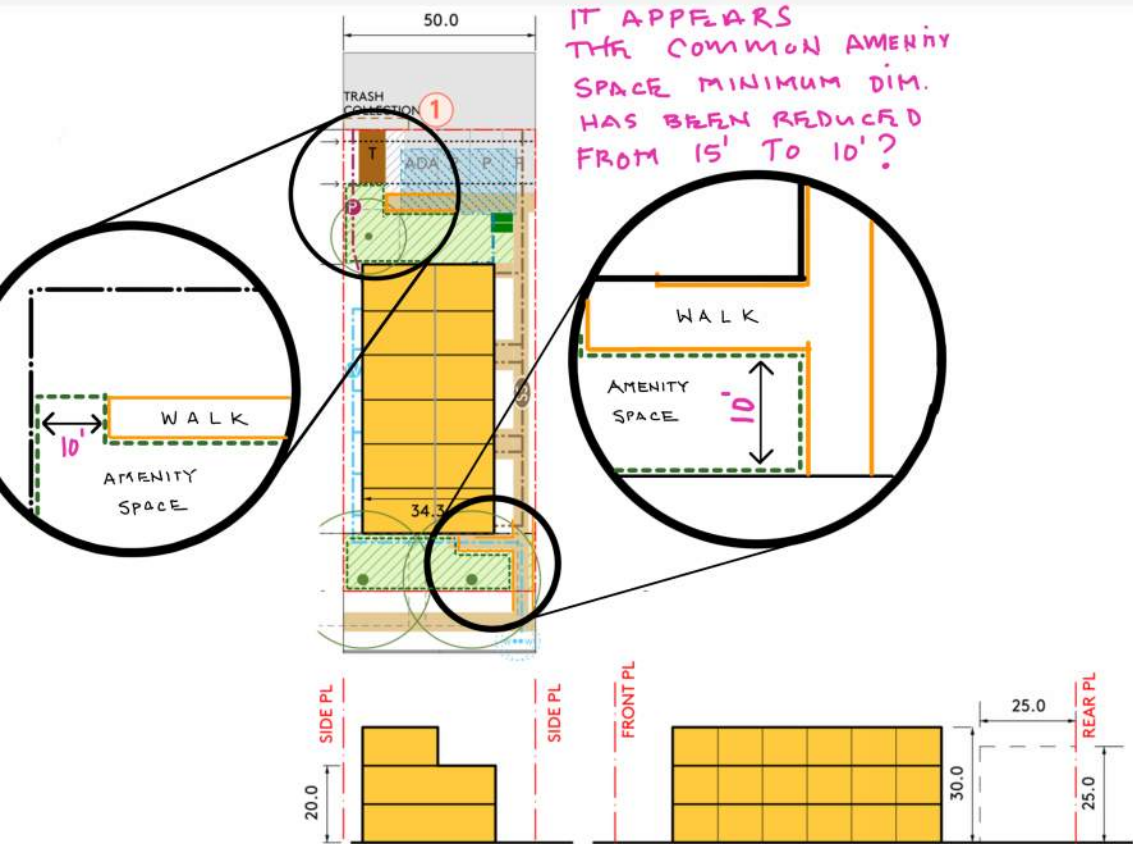 50.0
IT APPEARS
THE COMMON AMENITY
SPACE MINIMUM DIM.
HAS BEEN REDUCED
FROM 15' TO 10'?
TRASH
COLLECTION
1
T
ADA
P
P
WALK
10'
AMENITY
SPACE
WALK
AMENITY
SPACE
10'
SS
34.3
W
W
SIDE PL
SIDE PL
FRONT PL
REAR PL
25.0
20.0
30.0
25.0